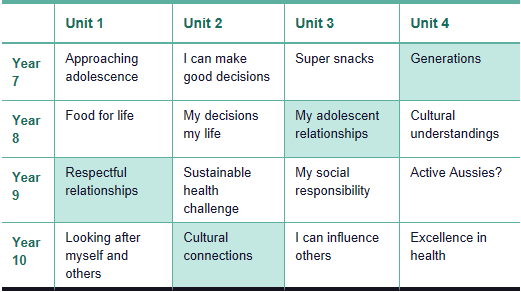 Unit 1 Unit 2 Unit 3 Unit 4
Year 7
Approaching
adolescence
I can make
good decisions
Super snacks
Generations
Year 8
Food for life
My decisions
my life
My adolescent
relationships
Cultural
understandings
Year 9
Respectful
relationships
Sustainable
health
challenge
My social
responsibility
Active Aussies?
Year 10
Looking after
myself and
others
Cultural
connections
I can influence
others
Excellence in
health